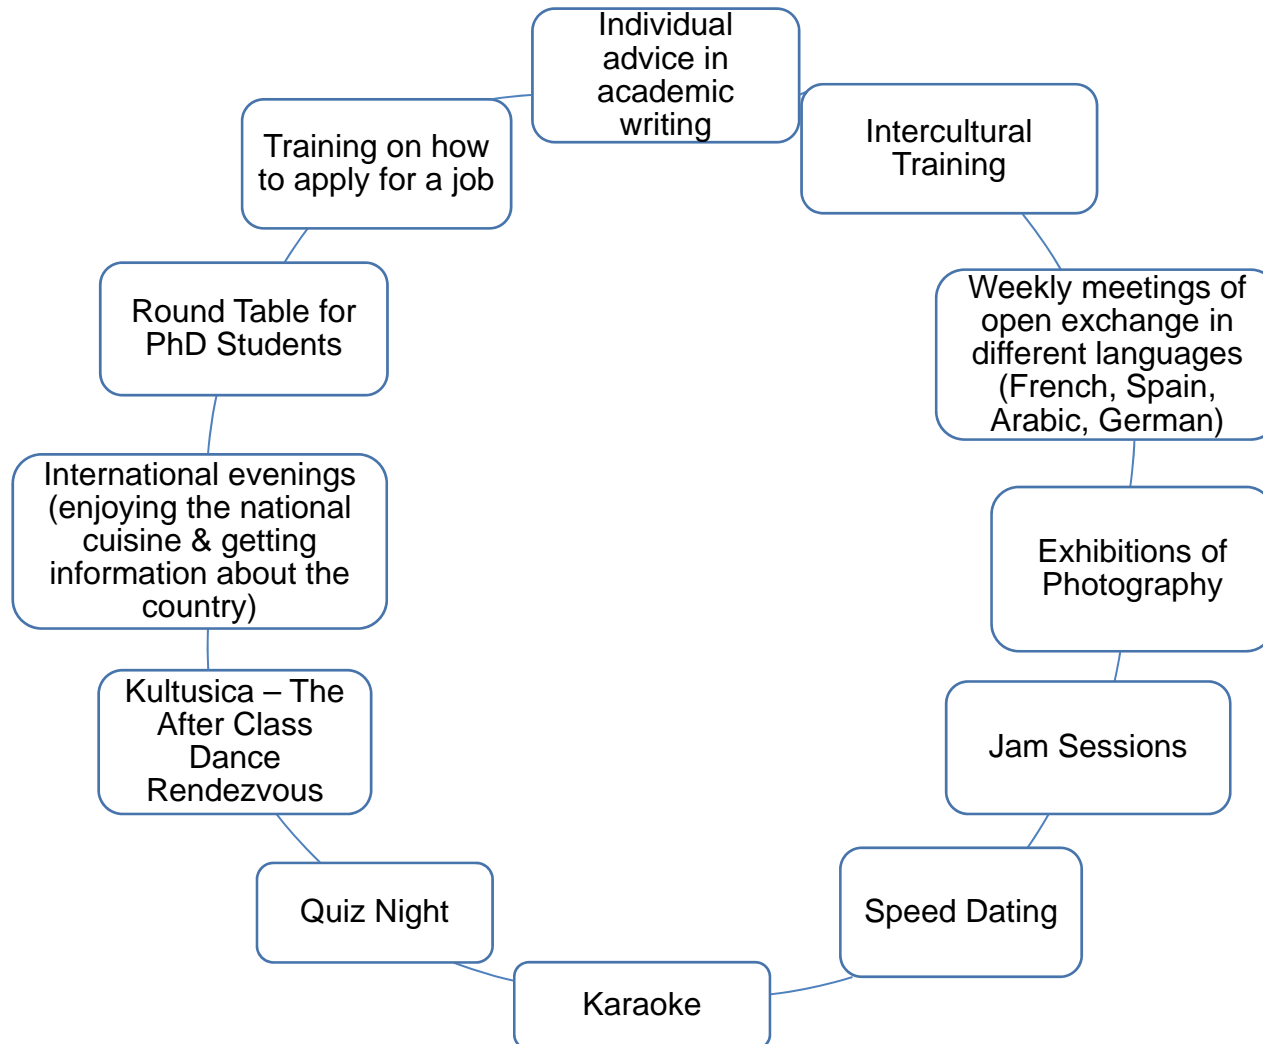 Individual
advice in
academic
writing
Intercultural
Training
Weekly meetings of
open exchange in
different languages
(French, Spain,
Arabic, German)
Exhibitions of
Photography
Jam Sessions
Speed Dating
Karaoke
Quiz Night
Kultusica – The
After Class
Dance
Rendezvous
International evenings
(enjoying the national
cuisine & getting
information about the
country)
Round Table for
PhD Students
Training on how
to apply for a job